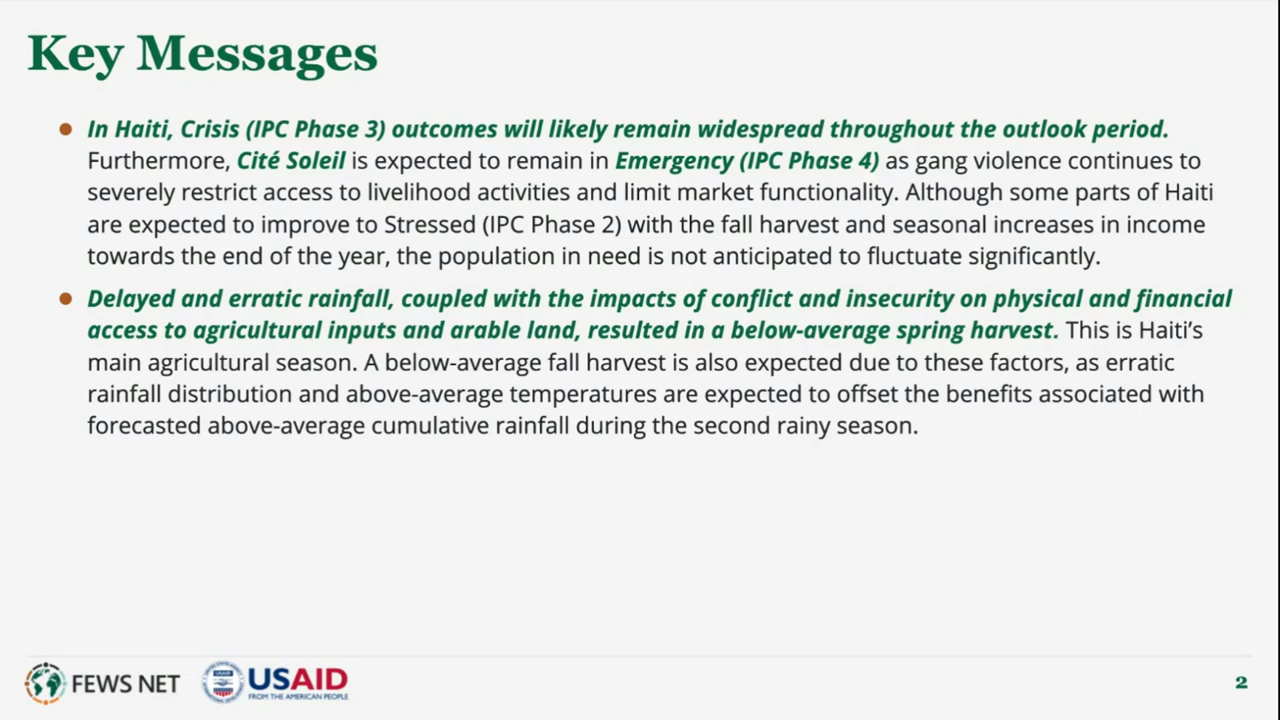 Key Messages
In Haiti, Crisis (IPC Phase 3) outcomes will likely remain widespread throughout the outlook period.
Furthermore, Cité Soleil is expected to remain in Emergency (IPC Phase 4) as gang violence continues to
severely restrict access to livelihood activities and limit market functionality. Although some parts of Haiti
are expected to improve to Stressed (IPC Phase 2) with the fall harvest and seasonal increases in income
towards the end of the year, the population in need is not anticipated to fluctuate significantly.
Delayed and erratic rainfall, coupled with the impacts of conflict and insecurity on physical and financial
access to agricultural inputs and arable land, resulted in a below-average spring harvest. This is Haiti's
main agricultural season. A below-average fall harvest is also expected due to these factors, as erratic
rainfall distribution and above-average temperatures are expected to offset the benefits associated with
forecasted above-average cumulative rainfall during the second rainy season.
FEWS NET
USAID
FROM THE AMERICAN PEOPLE
2